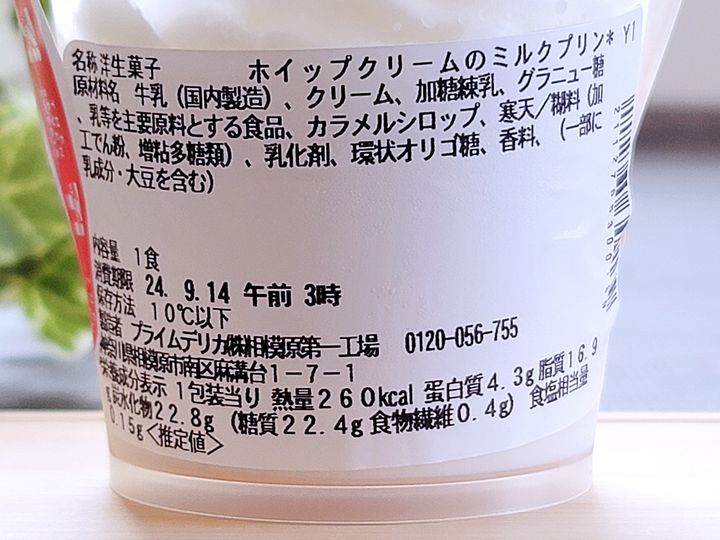 名称 洋生菓子 ホイップクリームのミルクプリン* Y1
原材料名 牛乳(国内製造)、クリーム、加糖練乳、グラニュー糖
、乳等を主要原料とする食品、カラメルシロップ、寒天/糊料(加
工でん粉、増粘多糖類)、乳化剤、環状オリゴ糖、香料、(一部に
乳成分・大豆を含む)
内容量 1食
消費期限 24. 9.14 午前 3時
保存方法 10℃以下
製造者 プライムデリカ㈱相模原第一工場 0120-056-755
神奈川県相模原市南区麻溝台1-7-1
栄養成分表示 1包装当り 熱量260kcal 蛋白質4.3g 脂質16.9
g 炭水化物22.8g (糖質22.4g 食物繊維0.4g) 食塩相当量
0.15g<推定値>